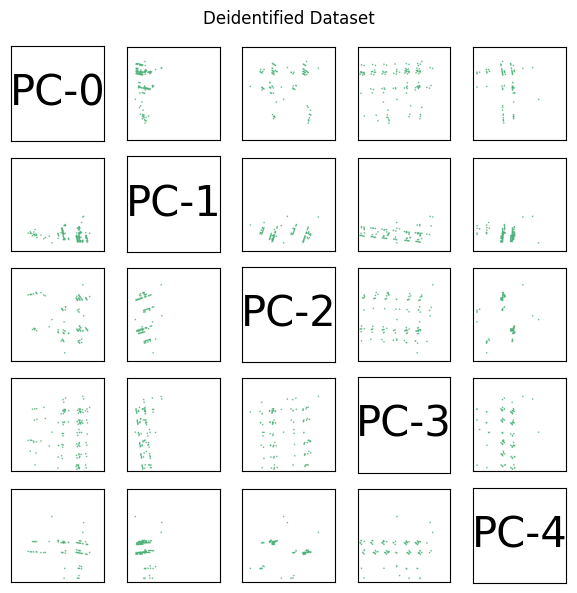 Deidentified Dataset
PC-0
PC-1
PC-2
PC-3
PC-4